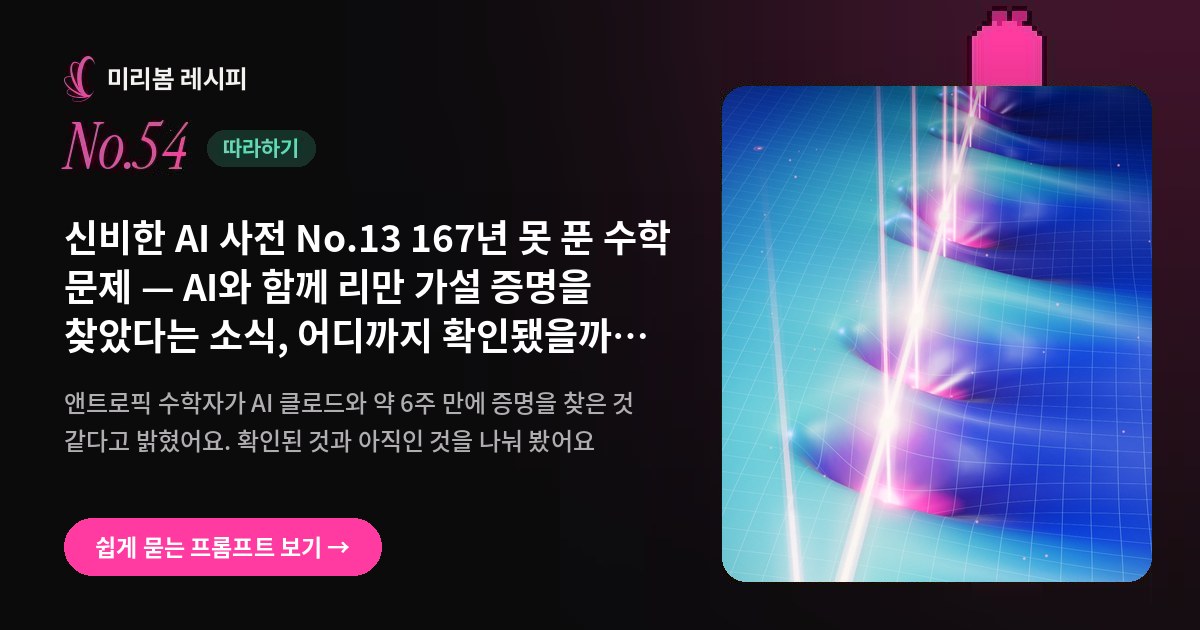 미리봄 레시피
No.54
따라하기
신비한 AI 사전 No.13 167년 못 푼 수학
문제 — AI와 함께 리만 가설 증명을
찾았다는 소식, 어디까지 확인됐을까…
앤트로픽 수학자가 AI 클로드와 약 6주 만에 증명을 찾은 것
같다고 밝혔어요. 확인된 것과 아직인 것을 나눠 봤어요
쉽게 묻는 프롬프트 보기 →